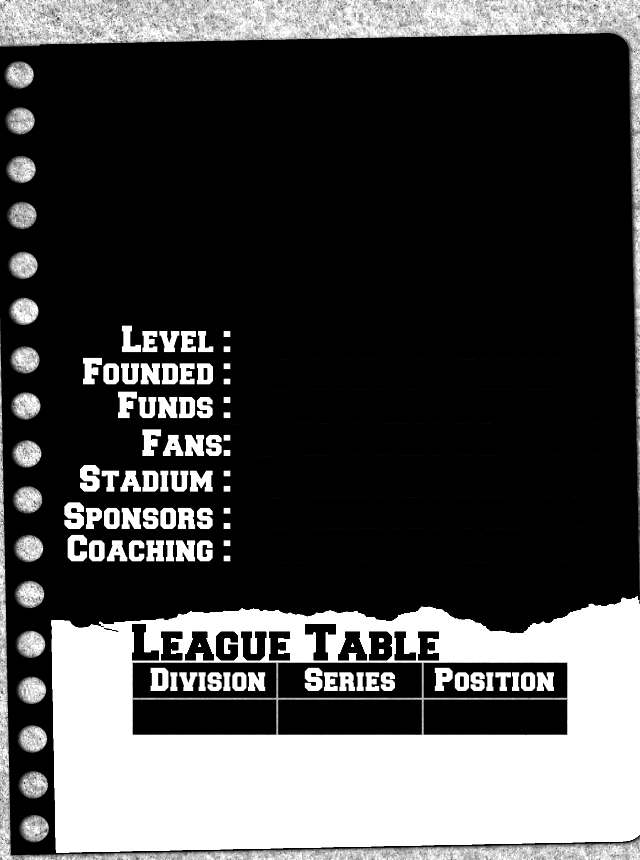 Level :
Founded :
Funds :
Fans:
Stadium :
Sponsors :
Coaching :
League Table
Division Series Position